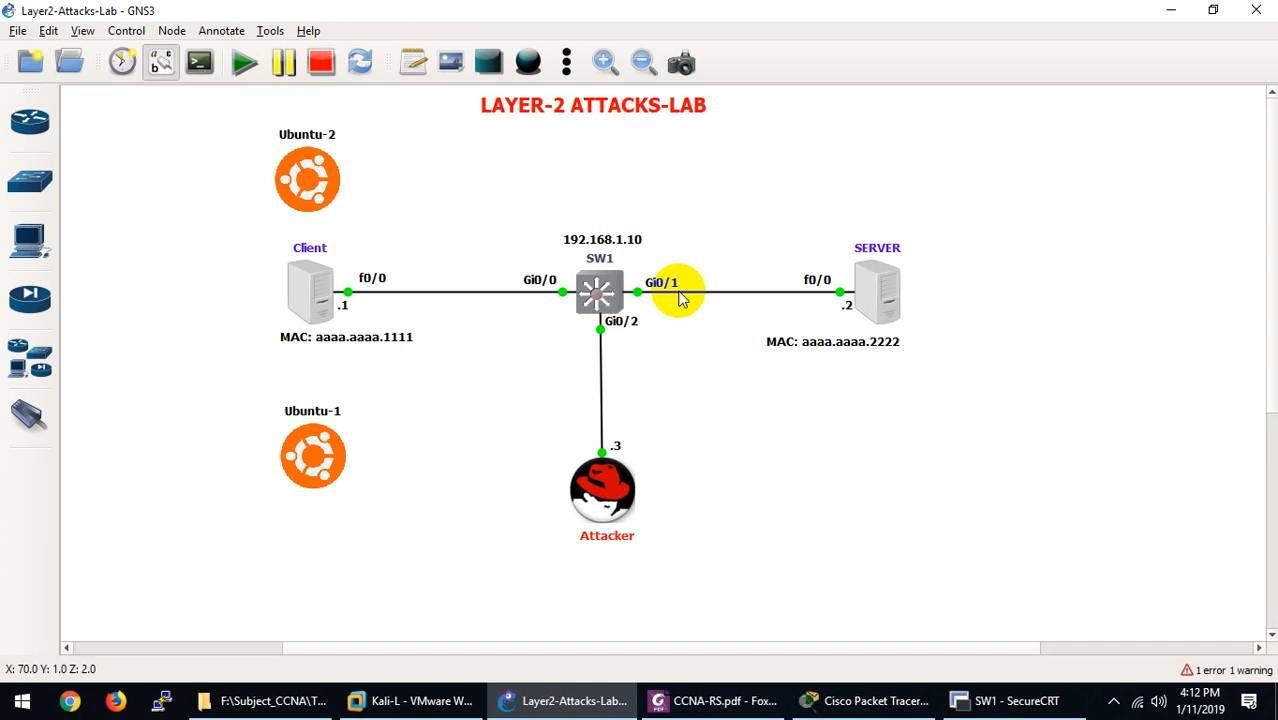 Layer2-Attacks-Lab - GNS3
File Edit View Control Node Annotate Tools Help
LAYER-2 ATTACKS-LAB
Ubuntu-2
192.168.1.10
Client
SW1
SERVER
f0/0
Gi0/0
Gi0/1
f0/0
.1
.2
Gi0/2
MAC: aaaa.aaaa.1111
MAC: aaaa.aaaa.2222
Ubuntu-1
.3
Attacker
X: 70.0 Y: 1.0 Z: 2.0
1 error 1 warning
F:\Subject_CCNA\T...
Kali-L - VMware W...
Layer2-Attacks-Lab...
CCNA-RS.pdf - Fox...
Cisco Packet Tracer...
SW1 - SecureCRT
4:12 PM
1/11/2019